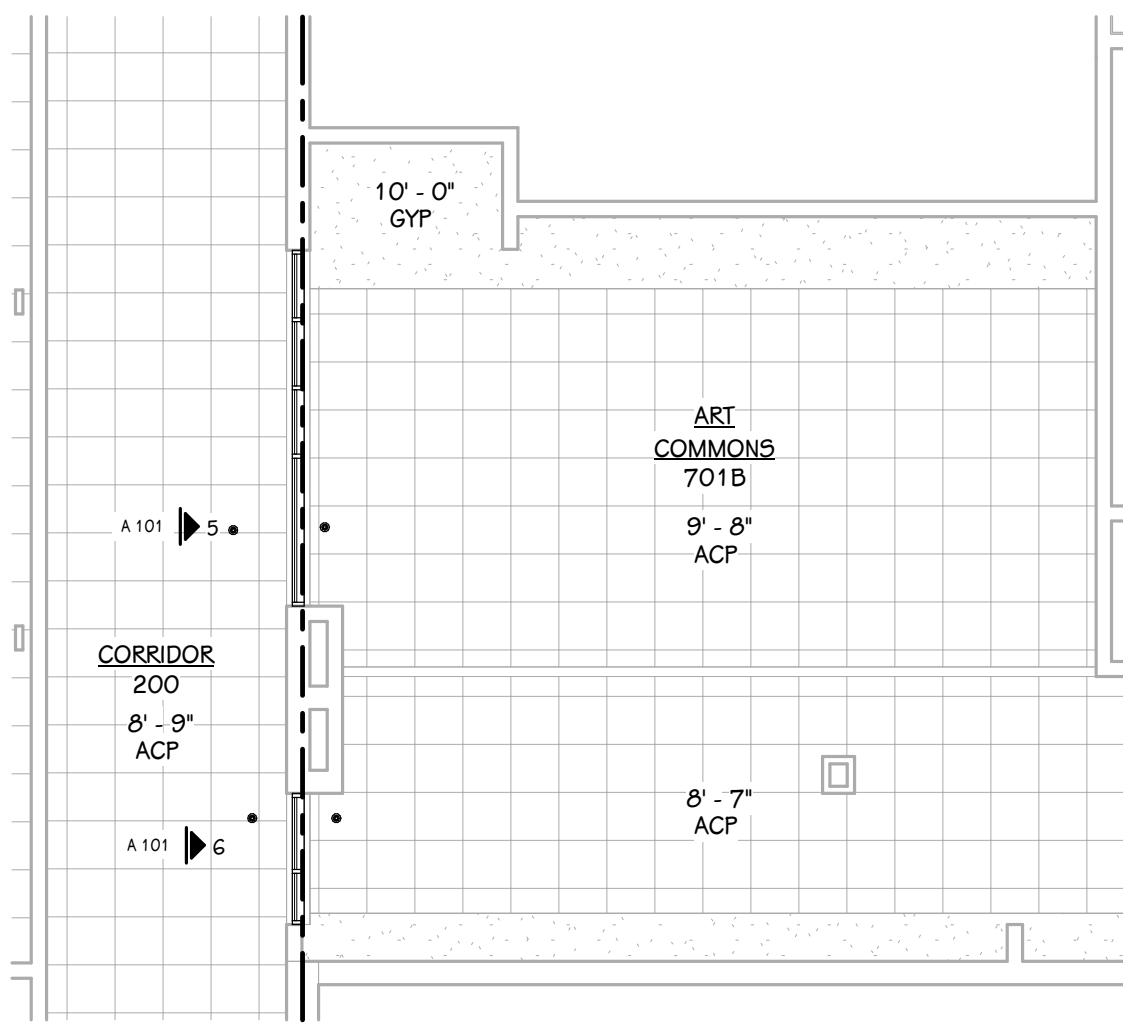 10' - 0"
GYP
ART
COMMONS
701B
9' - 8"
ACP
A 101 5
CORRIDOR
200
8' - 9"
ACP
8' - 7"
ACP
A 101 6